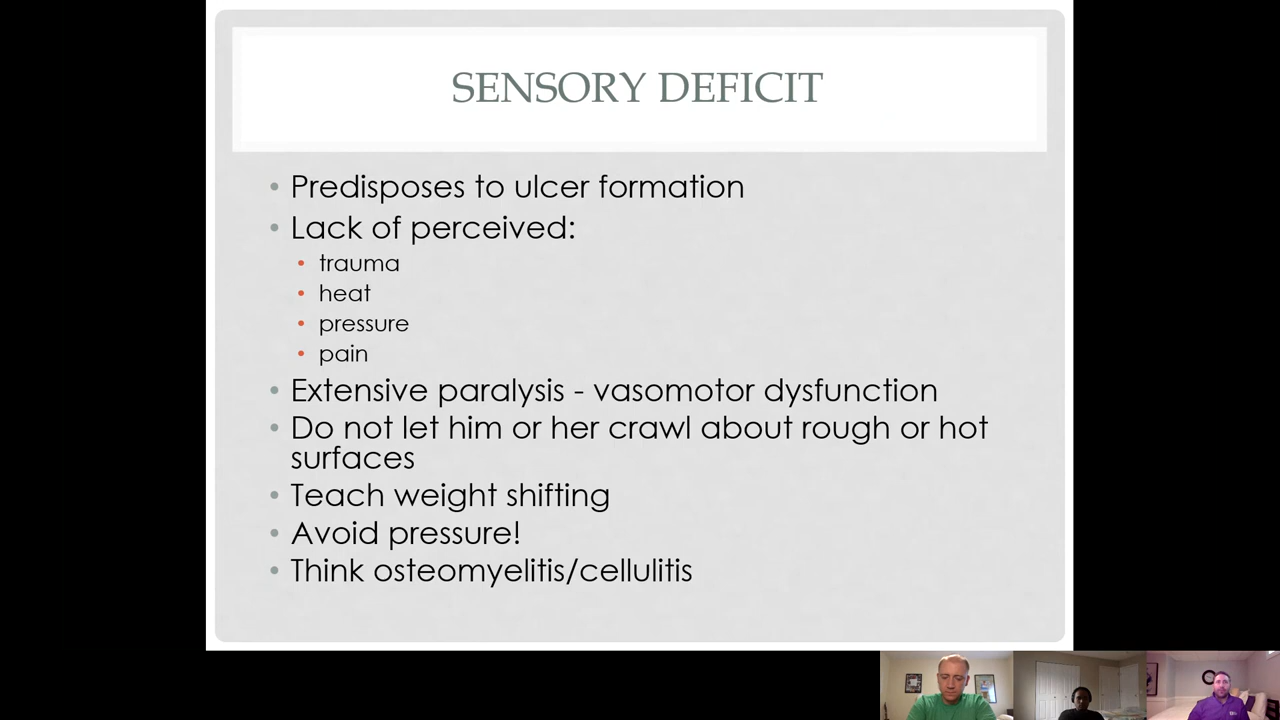 SENSORY DEFICIT
• Predisposes to ulcer formation
• Lack of perceived:
• trauma
• heat
• pressure
• pain
• Extensive paralysis - vasomotor dysfunction
• Do not let him or her crawl about rough or hot
surfaces
• Teach weight shifting
• Avoid pressure!
• Think osteomyelitis/cellulitis